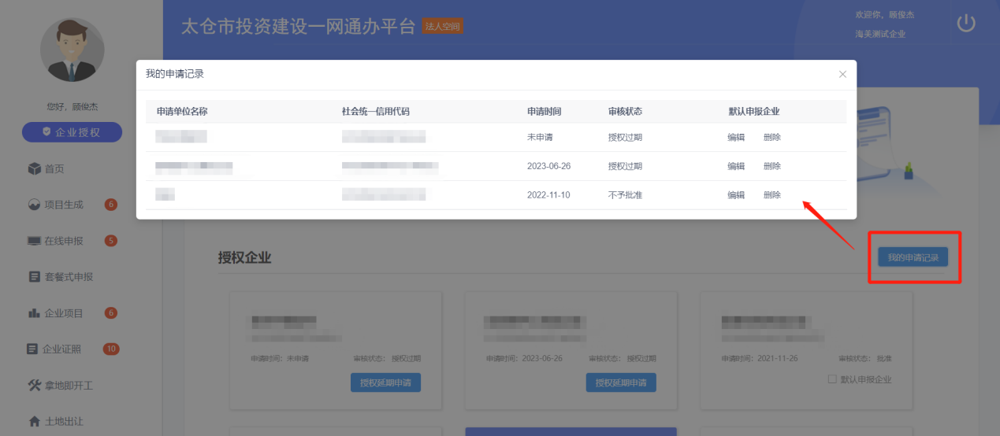 太仓市投资建设一网通办平台 法人空间
欢迎你，顾俊杰
海美测试企业
您好，顾俊杰
企业授权
首页
项目生成 6
在线申报 5
套餐式申报
企业项目 6
企业证照 10
拿地即开工
土地出让
我的申请记录
申请单位名称 社会统一信用代码 申请时间 审核状态 默认申报企业
未申请 授权过期 编辑 删除
2023-06-26 授权过期 编辑 删除
2022-11-10 不予批准 编辑 删除
授权企业
我的申请记录
申请时间：未申请 审核状态：授权过期
授权延期申请
申请时间：2023-06-26 审核状态：授权过期
授权延期申请
申请时间：2021-11-26 审核状态：批准
默认申报企业